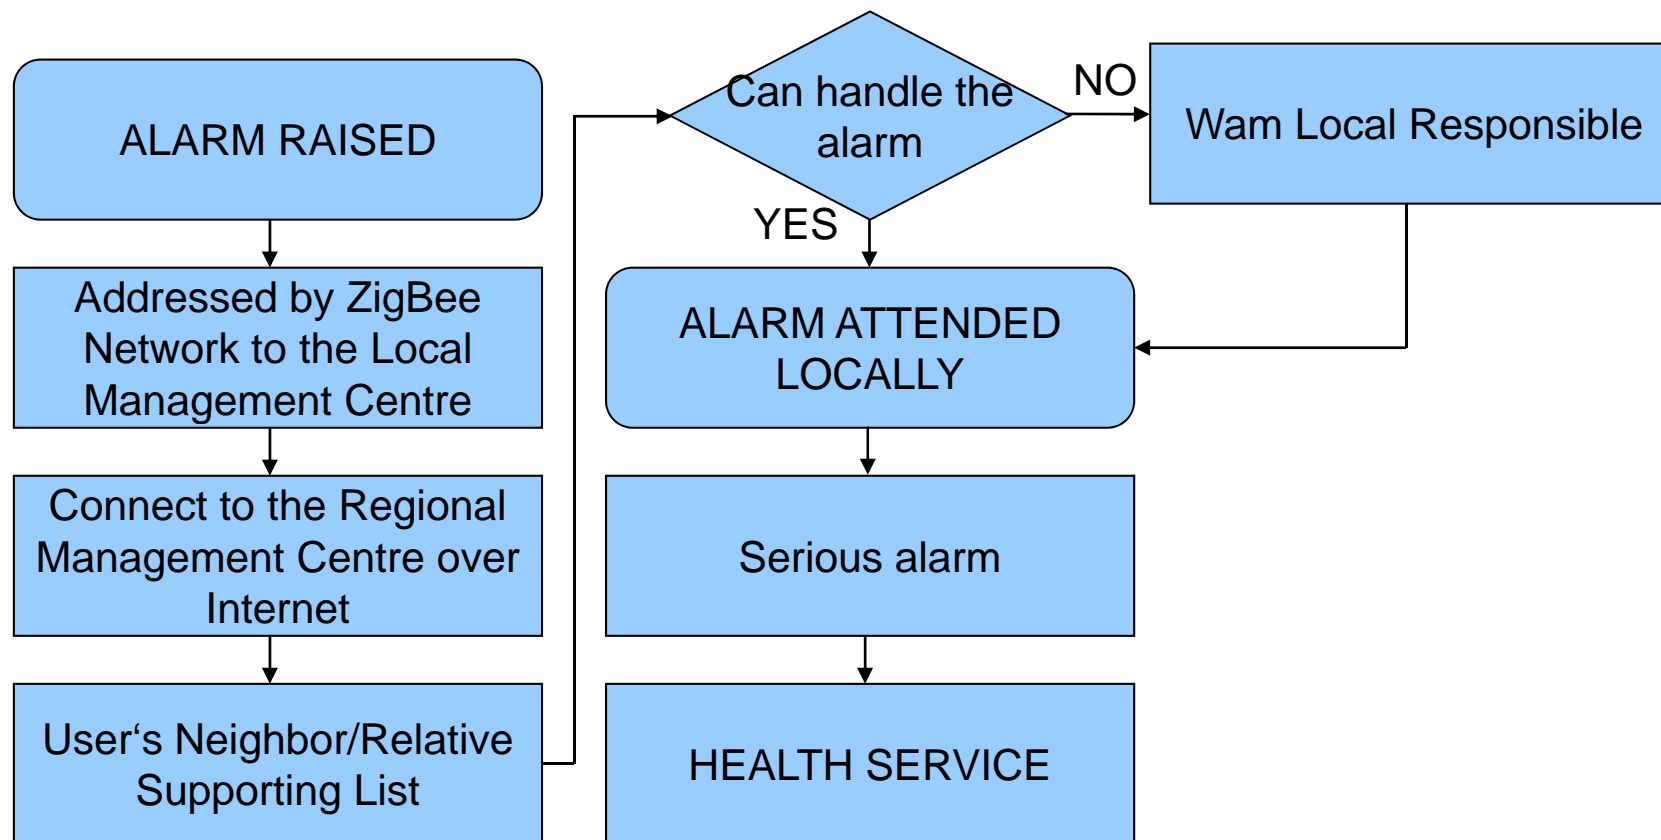 ALARM RAISED
Addressed by ZigBee
Network to the Local
Management Centre
Connect to the Regional
Management Centre over
Internet
User‘s Neighbor/Relative
Supporting List
Can handle the
alarm
NO
YES
Wam Local Responsible
ALARM ATTENDED
LOCALLY
Serious alarm
HEALTH SERVICE